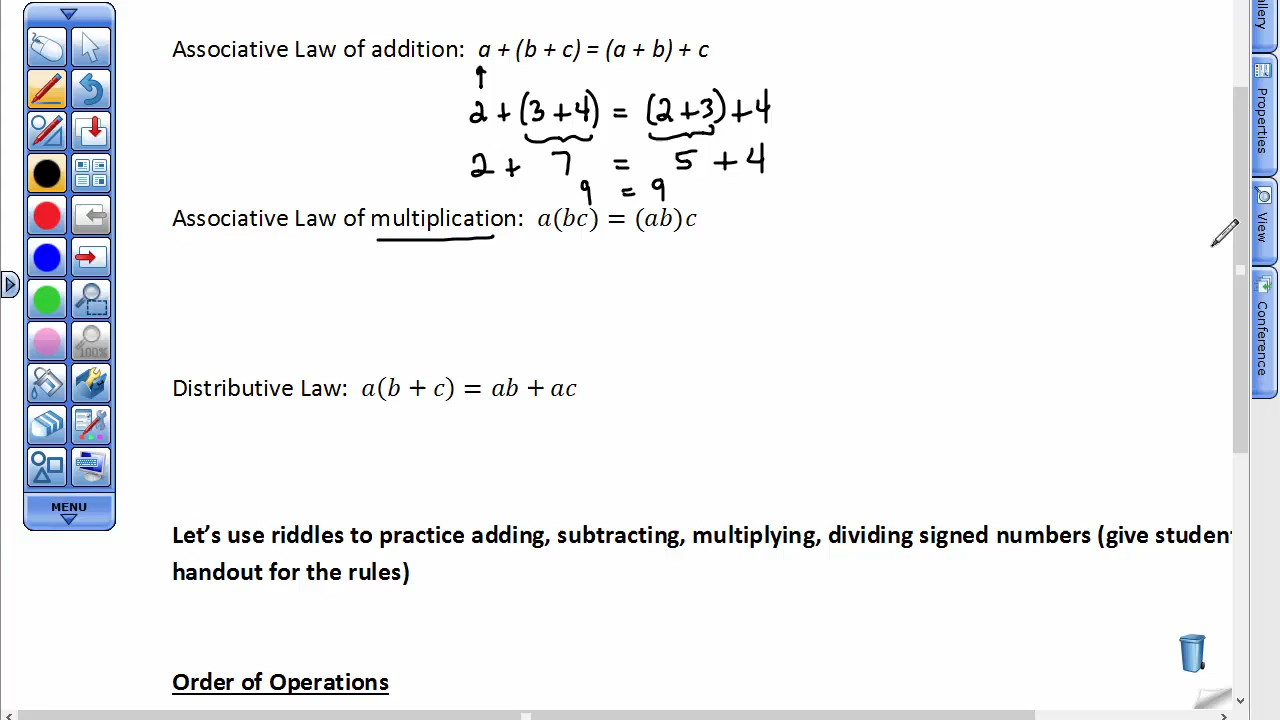 Associative Law of addition: a + (b + c) = (a + b) + c
2 + (3 + 4) = (2 + 3) + 4
2 + 7 = 5 + 4
9 = 9
Associative Law of multiplication: a(bc) = (ab)c
Distributive Law: a(b + c) = ab + ac
Let's use riddles to practice adding, subtracting, multiplying, dividing signed numbers (give student
handout for the rules)
Order of Operations
100%
MENU
allery
Properties
View
Conference